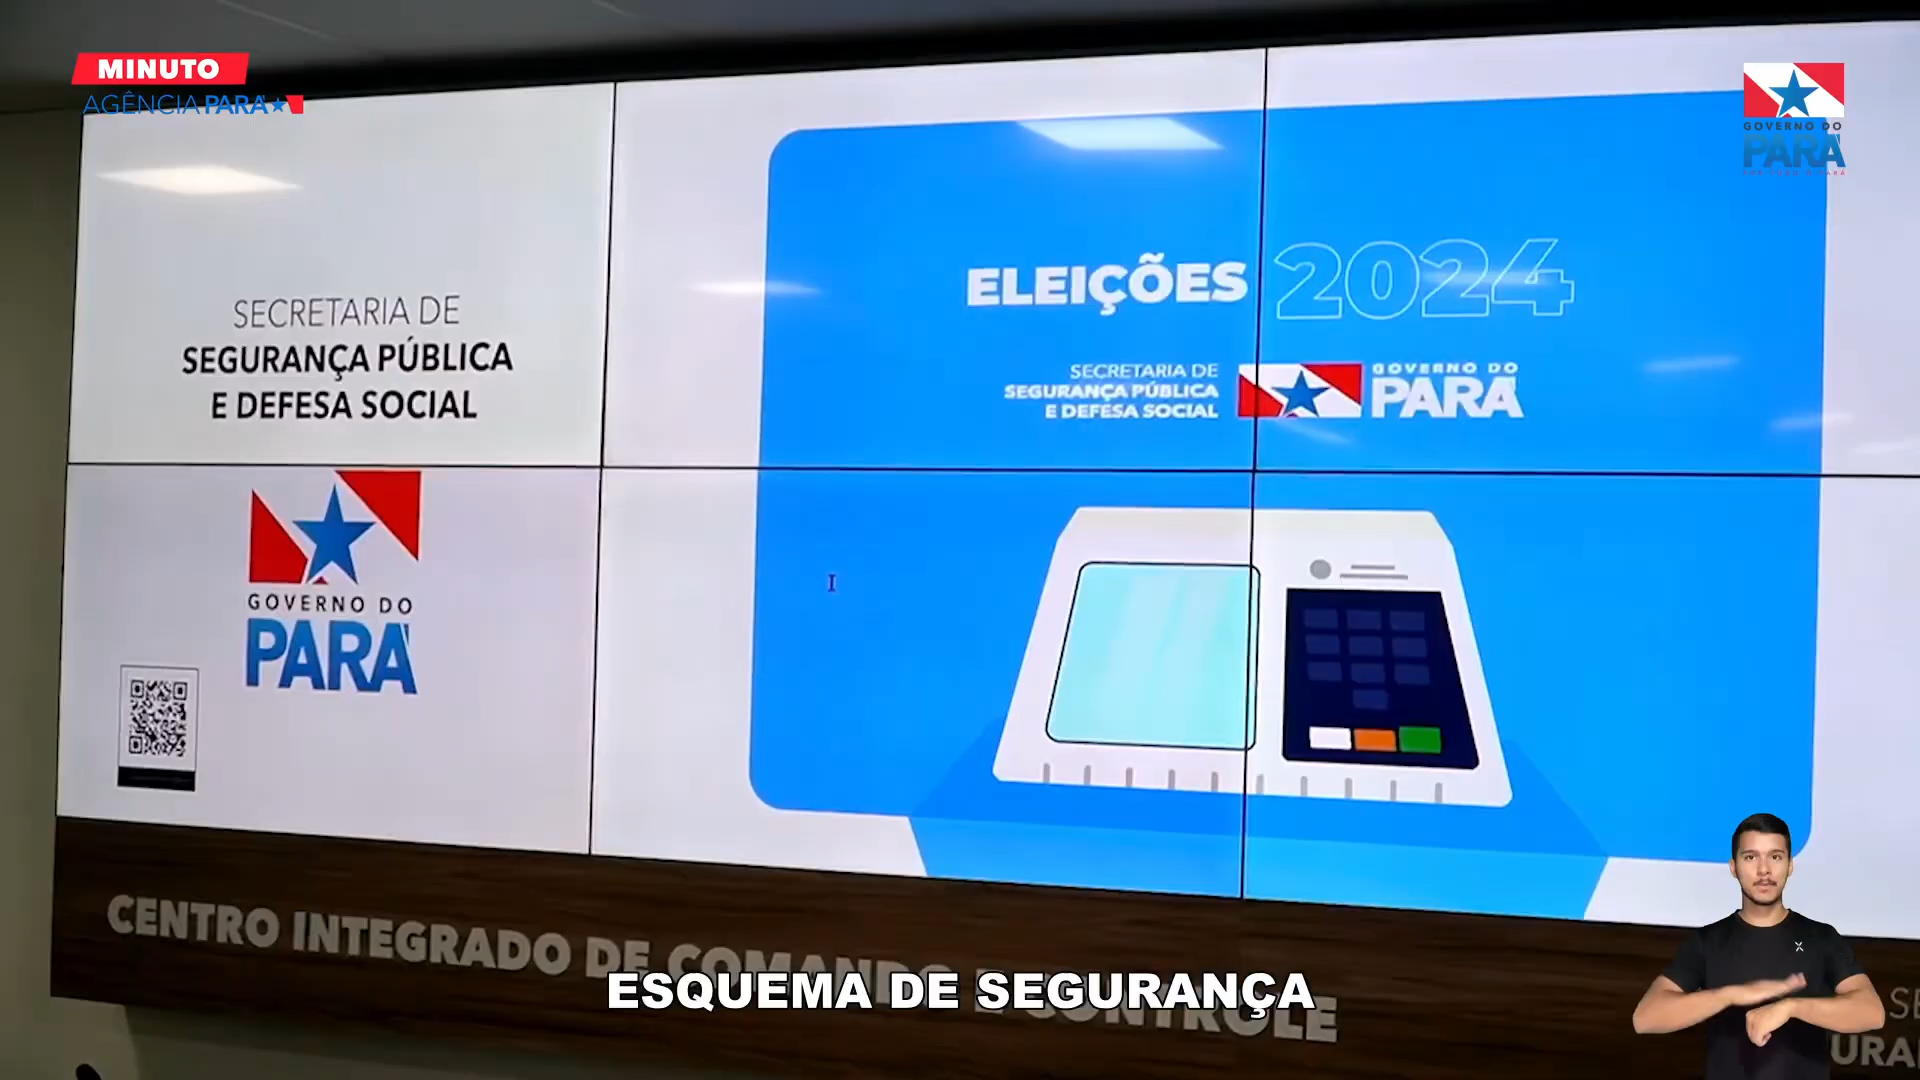 MINUTO
AGÊNCIA PARÁ
GOVERNO DO
PARÁ
SECRETARIA DE
SEGURANÇA PÚBLICA
E DEFESA SOCIAL
GOVERNO DO
PARÁ
ELEIÇÕES 2024
SECRETARIA DE
SEGURANÇA PÚBLICA
E DEFESA SOCIAL
GOVERNO DO
PARÁ
CENTRO INTEGRADO DE COMANDO E CONTROLE
ESQUEMA DE SEGURANÇA